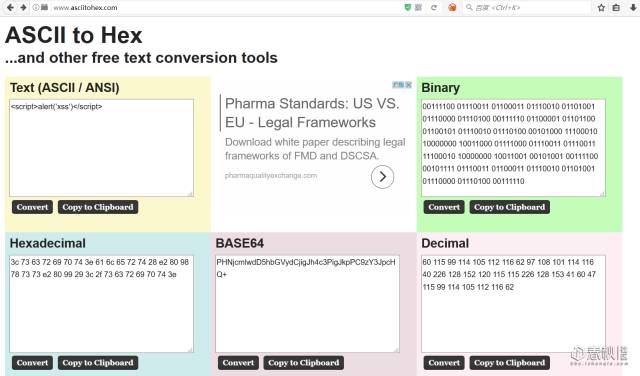 www.asciitohex.com
百度 <Ctrl+K>
ASCII to Hex
...and other free text conversion tools
Text (ASCII / ANSI)
<script>alert(‘xss’)</script>
Convert
Copy to Clipboard
广告
Pharma Standards: US VS.
EU - Legal Frameworks
Download white paper describing legal
frameworks of FMD and DSCSA.
pharmaqualityexchange.com
Binary
00111100 01110011 01100011 01110010 01101001
01110000 01110100 00111110 01100001 01101100
01100101 01110010 01110100 00101000 11100010
10000000 10011000 01111000 01110011 01110011
11100010 10000000 10011001 00101001 00111100
00101111 01110011 01100011 01110010 01101001
01110000 01110100 00111110
Convert
Copy to Clipboard
Hexadecimal
3c 73 63 72 69 70 74 3e 61 6c 65 72 74 28 e2 80 98
78 73 73 e2 80 99 29 3c 2f 73 63 72 69 70 74 3e
Convert
Copy to Clipboard
BASE64
PHNjcmlwdD5hbGVydCjigJh4c3PigJkpPC9zY3JpcH
Q+
Convert
Copy to Clipboard
Decimal
60 115 99 114 105 112 116 62 97 108 101 114 116
40 226 128 152 120 115 115 226 128 153 41 60 47
115 99 114 105 112 116 62
Convert
Copy to Clipboard